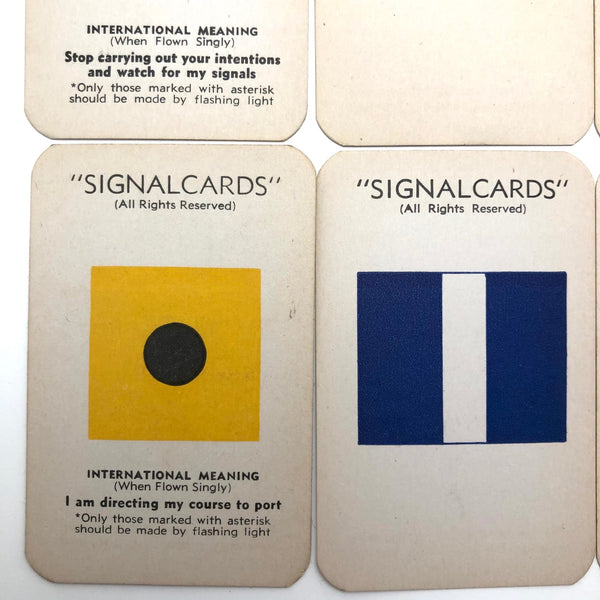 INTERNATIONAL MEANING
(When Flown Singly)
Stop carrying out your intentions
and watch for my signals
*Only those marked with asterisk
should be made by flashing light
"SIGNALCARDS"
(All Rights Reserved)
INTERNATIONAL MEANING
(When Flown Singly)
I am directing my course to port
*Only those marked with asterisk
should be made by flashing light
"SIGNALCARDS"
(All Rights Reserved)